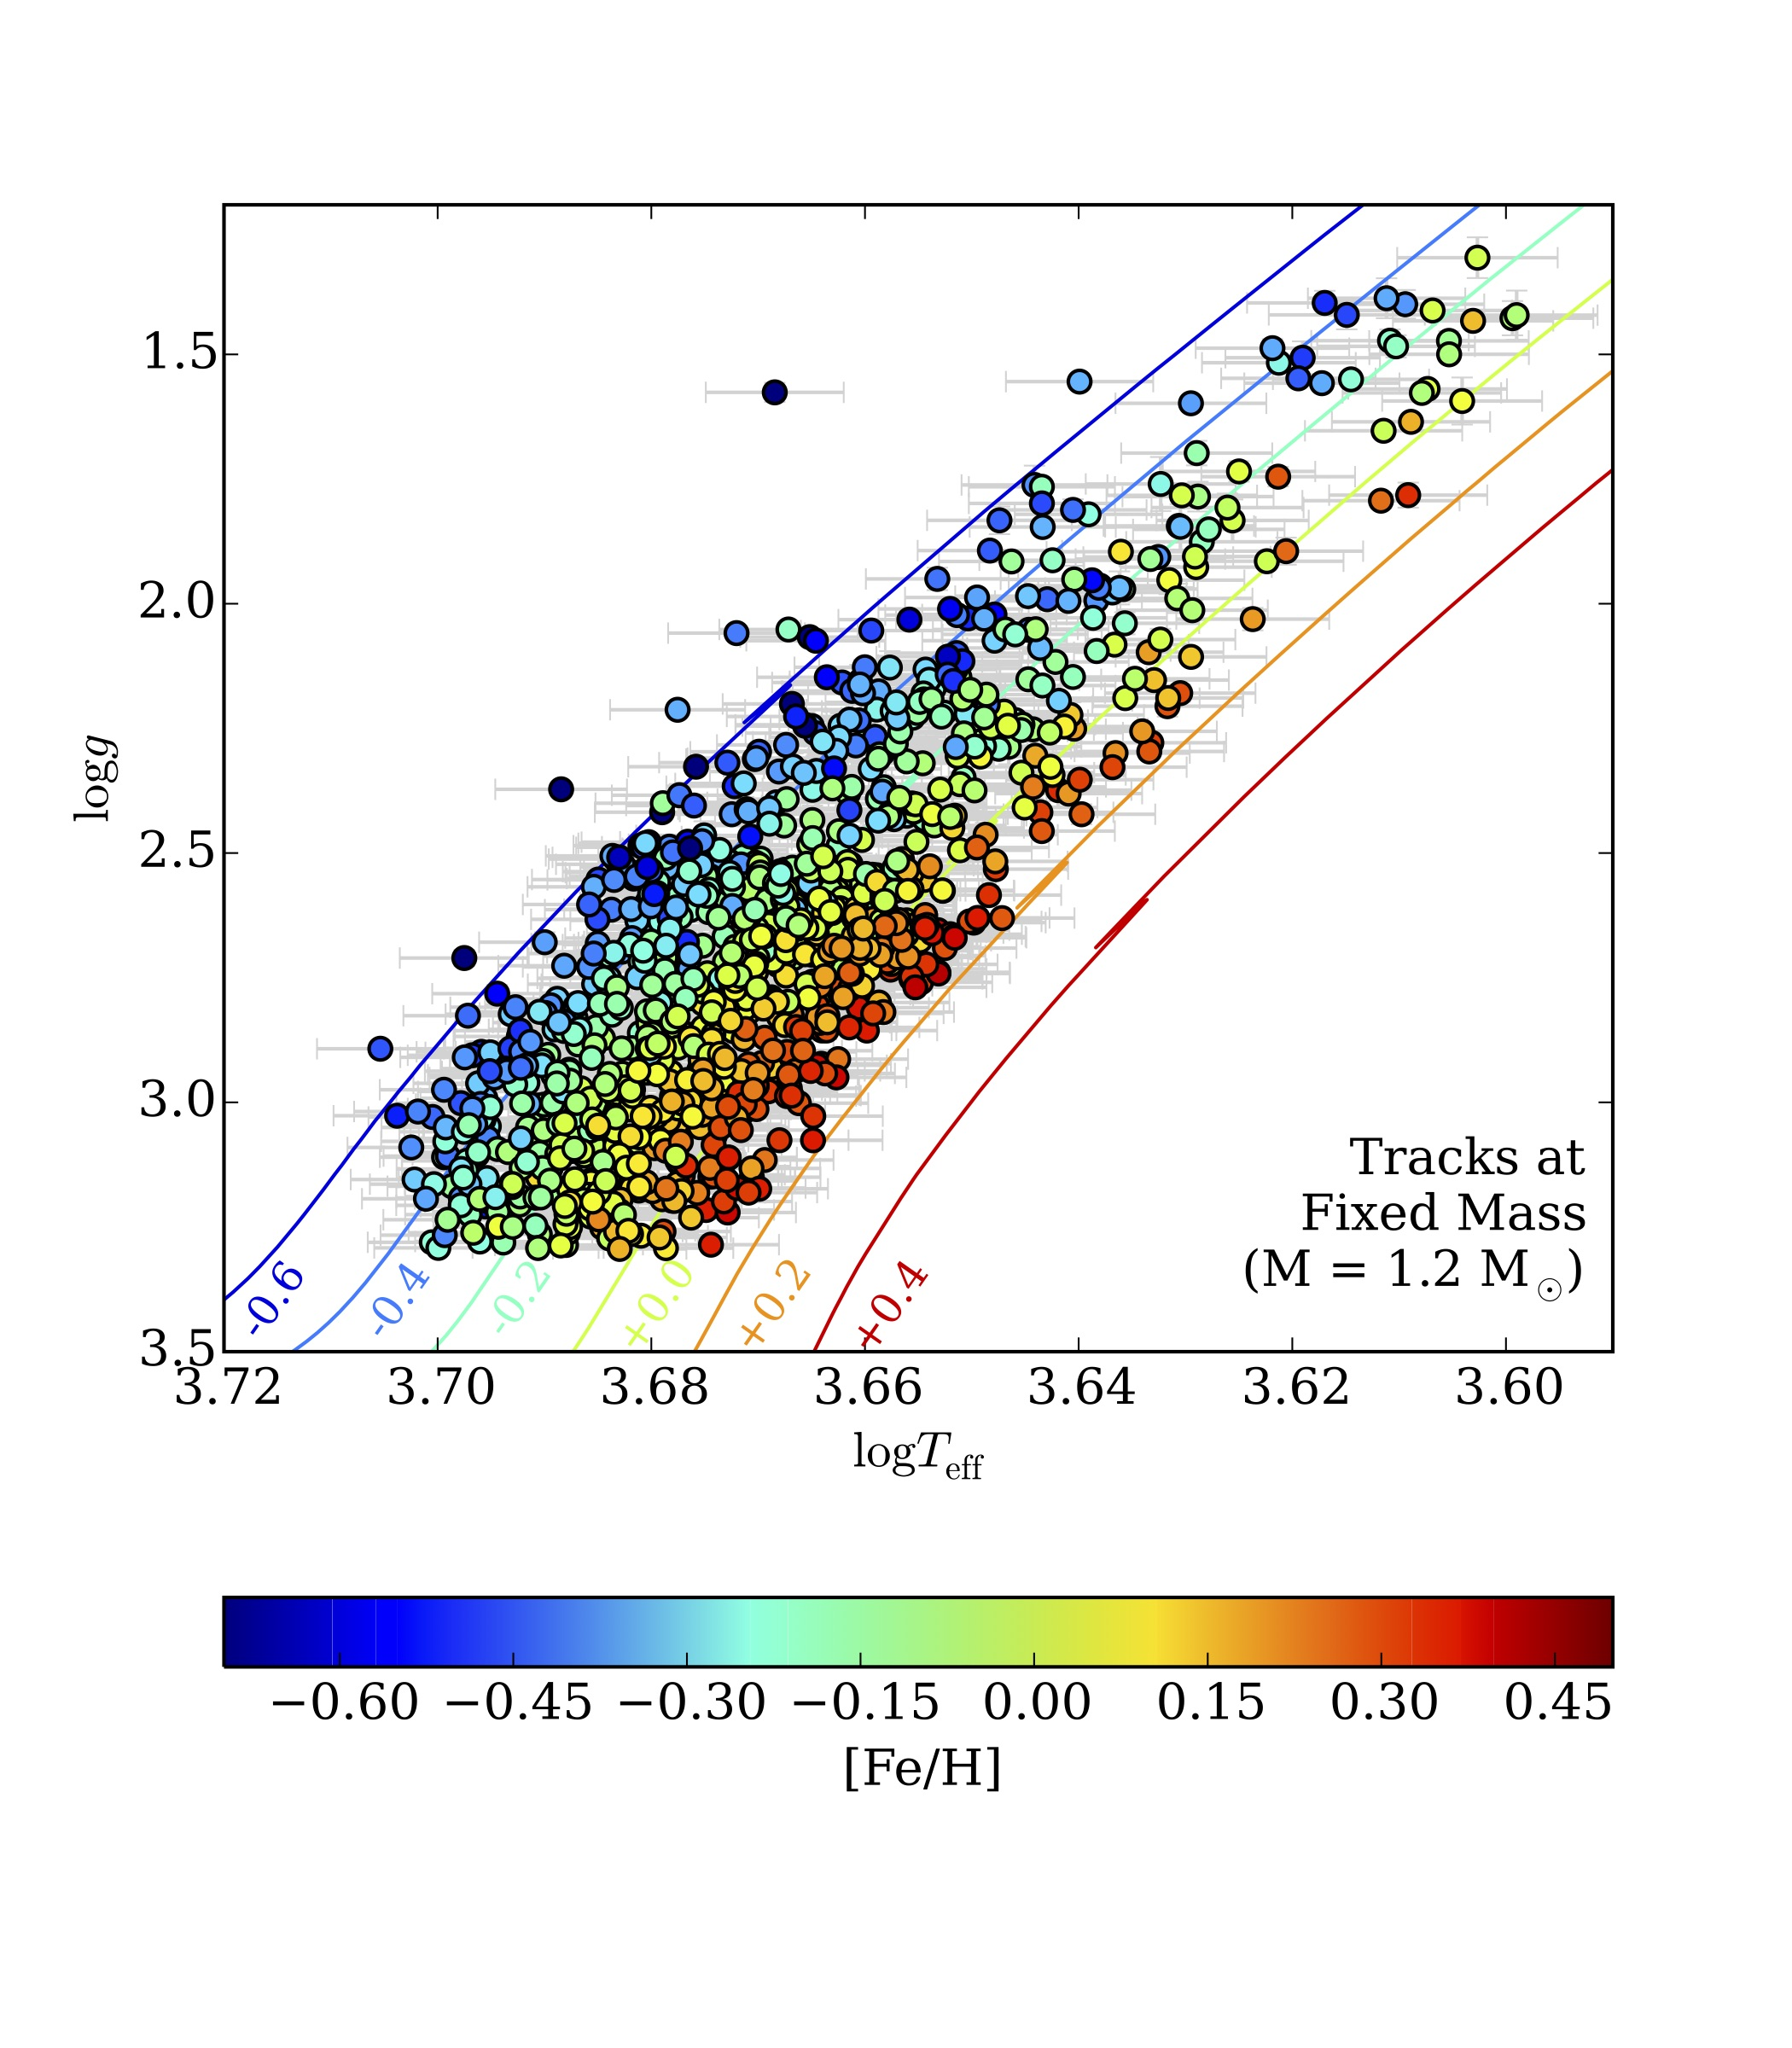 1.5
2.0
2.5
3.0
3.5
log g
-0.6
-0.4
-0.2
+0.0
+0.2
+0.4
Tracks at
Fixed Mass
(M = 1.2 M☉)
3.72 3.70 3.68 3.66 3.64 3.62 3.60
log Teff
−0.60 −0.45 −0.30 −0.15 0.00 0.15 0.30 0.45
[Fe/H]